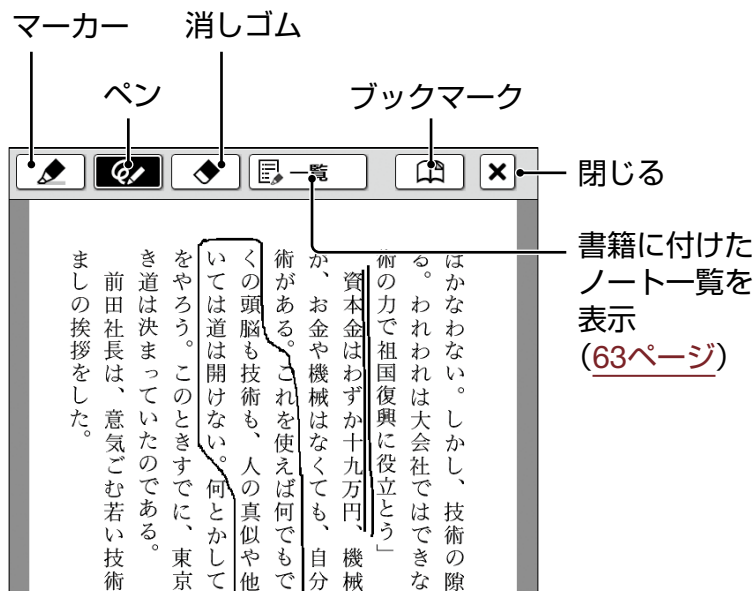 マーカー
消しゴム
ペン
ブックマーク
一覧
閉じる
書籍に付けた
ノート一覧を
表示
（63ページ）
はかなわない。しかし、技術の隙
る。われわれは大会社ではできな
術の力で祖国復興に役立とう」
資本金はわずか十九万円、機械
か、お金や機械はなくても、自分
術がある。これを使えば何でもで
くの頭脳も技術も、人の真似や他
いては道は開けない。何とかして
をやろう。このときすでに、東京
き道は決まっていたのである。
前田社長は、意気ごむ若い技術
ましの挨拶をした。